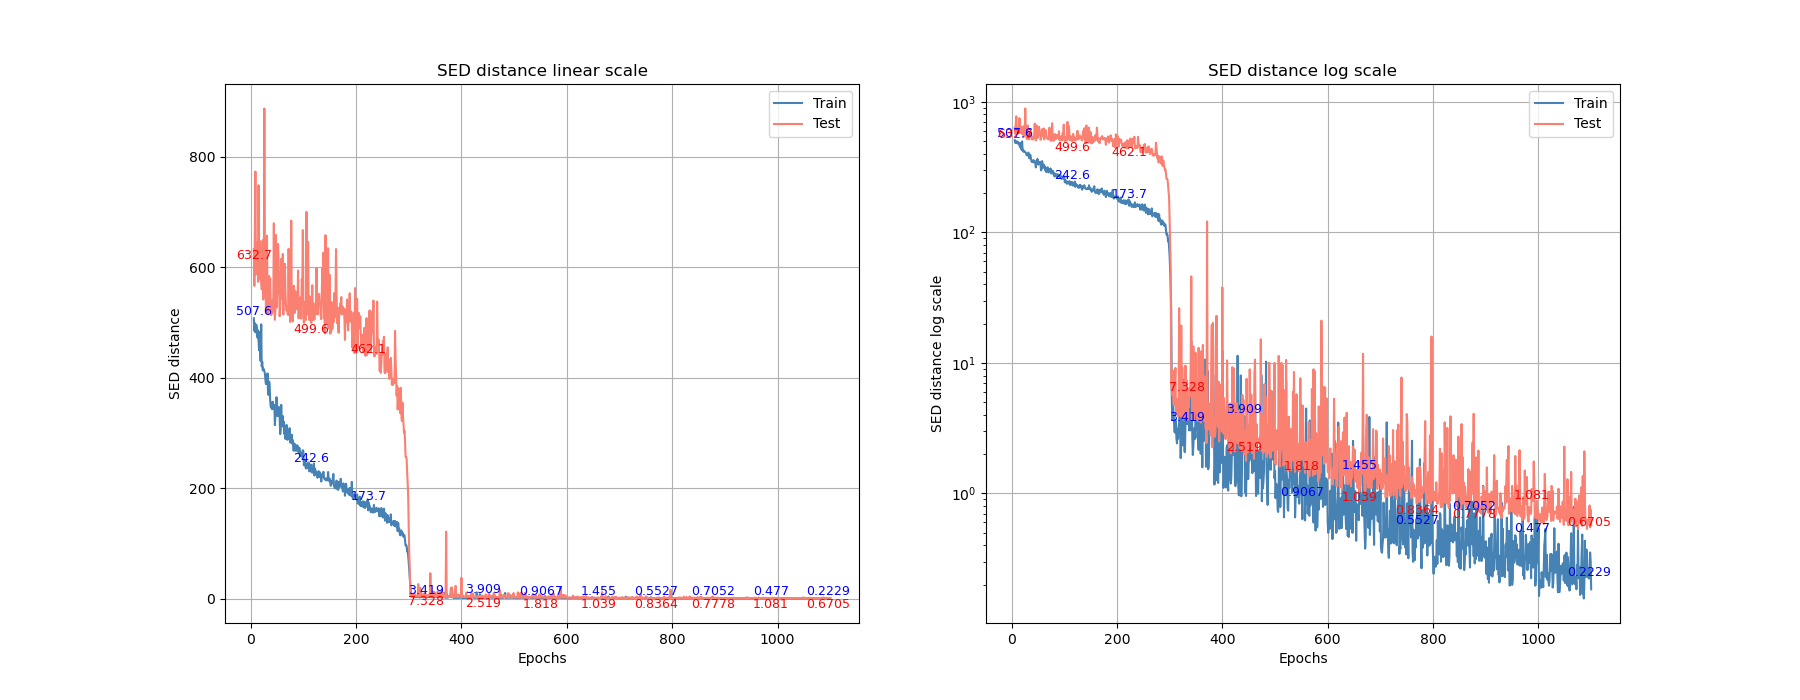 SED distance linear scale
SED distance
800
600
400
200
0
Train
Test
632.7
507.6
499.6
462.1
242.6
173.7
3.419 3.909 0.9067 1.455 0.5527 0.7052 0.477 0.2229
7.328 2.519 1.818 1.039 0.8364 0.7778 1.081 0.6705
0 200 400 600 800 1000
Epochs
SED distance log scale
SED distance log scale
10³
10²
10¹
10⁰
Train
Test
507.6
632.7
499.6
462.1
242.6
173.7
7.328
3.419
3.909
2.519
1.818
0.9067
1.455
1.039
0.8364
0.5527
0.7052
0.7778
1.081
0.477
0.6705
0.2229
0 200 400 600 800 1000
Epochs